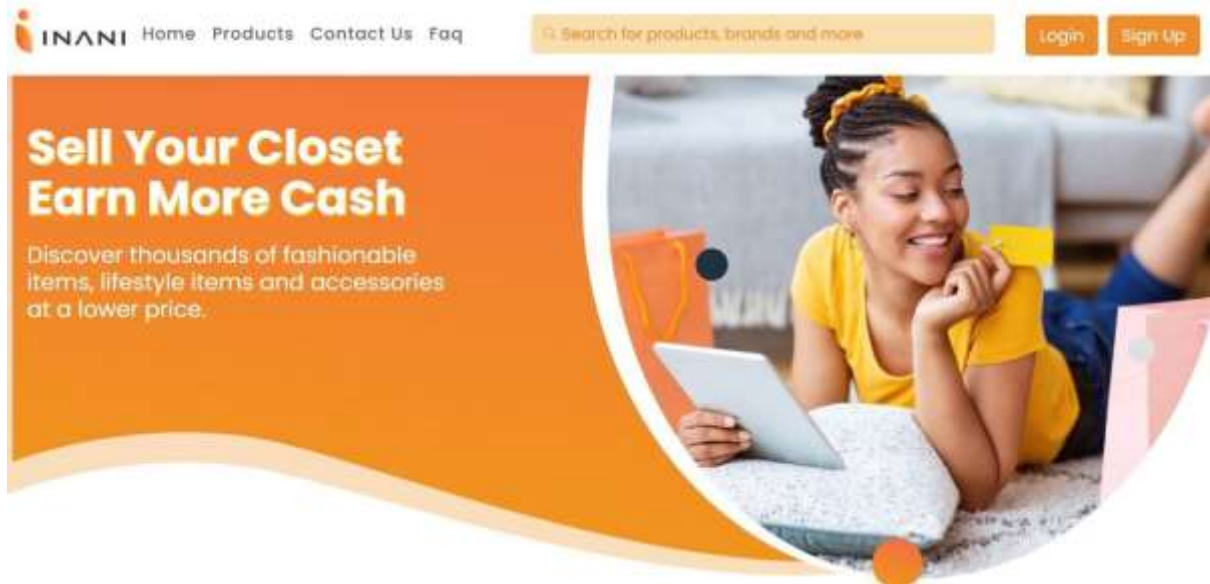 INANI Home Products Contact Us Faq Search for products, brands and more Login Sign Up
Sell Your Closet
Earn More Cash
Discover thousands of fashionable
items, lifestyle items and accessories
at a lower price.